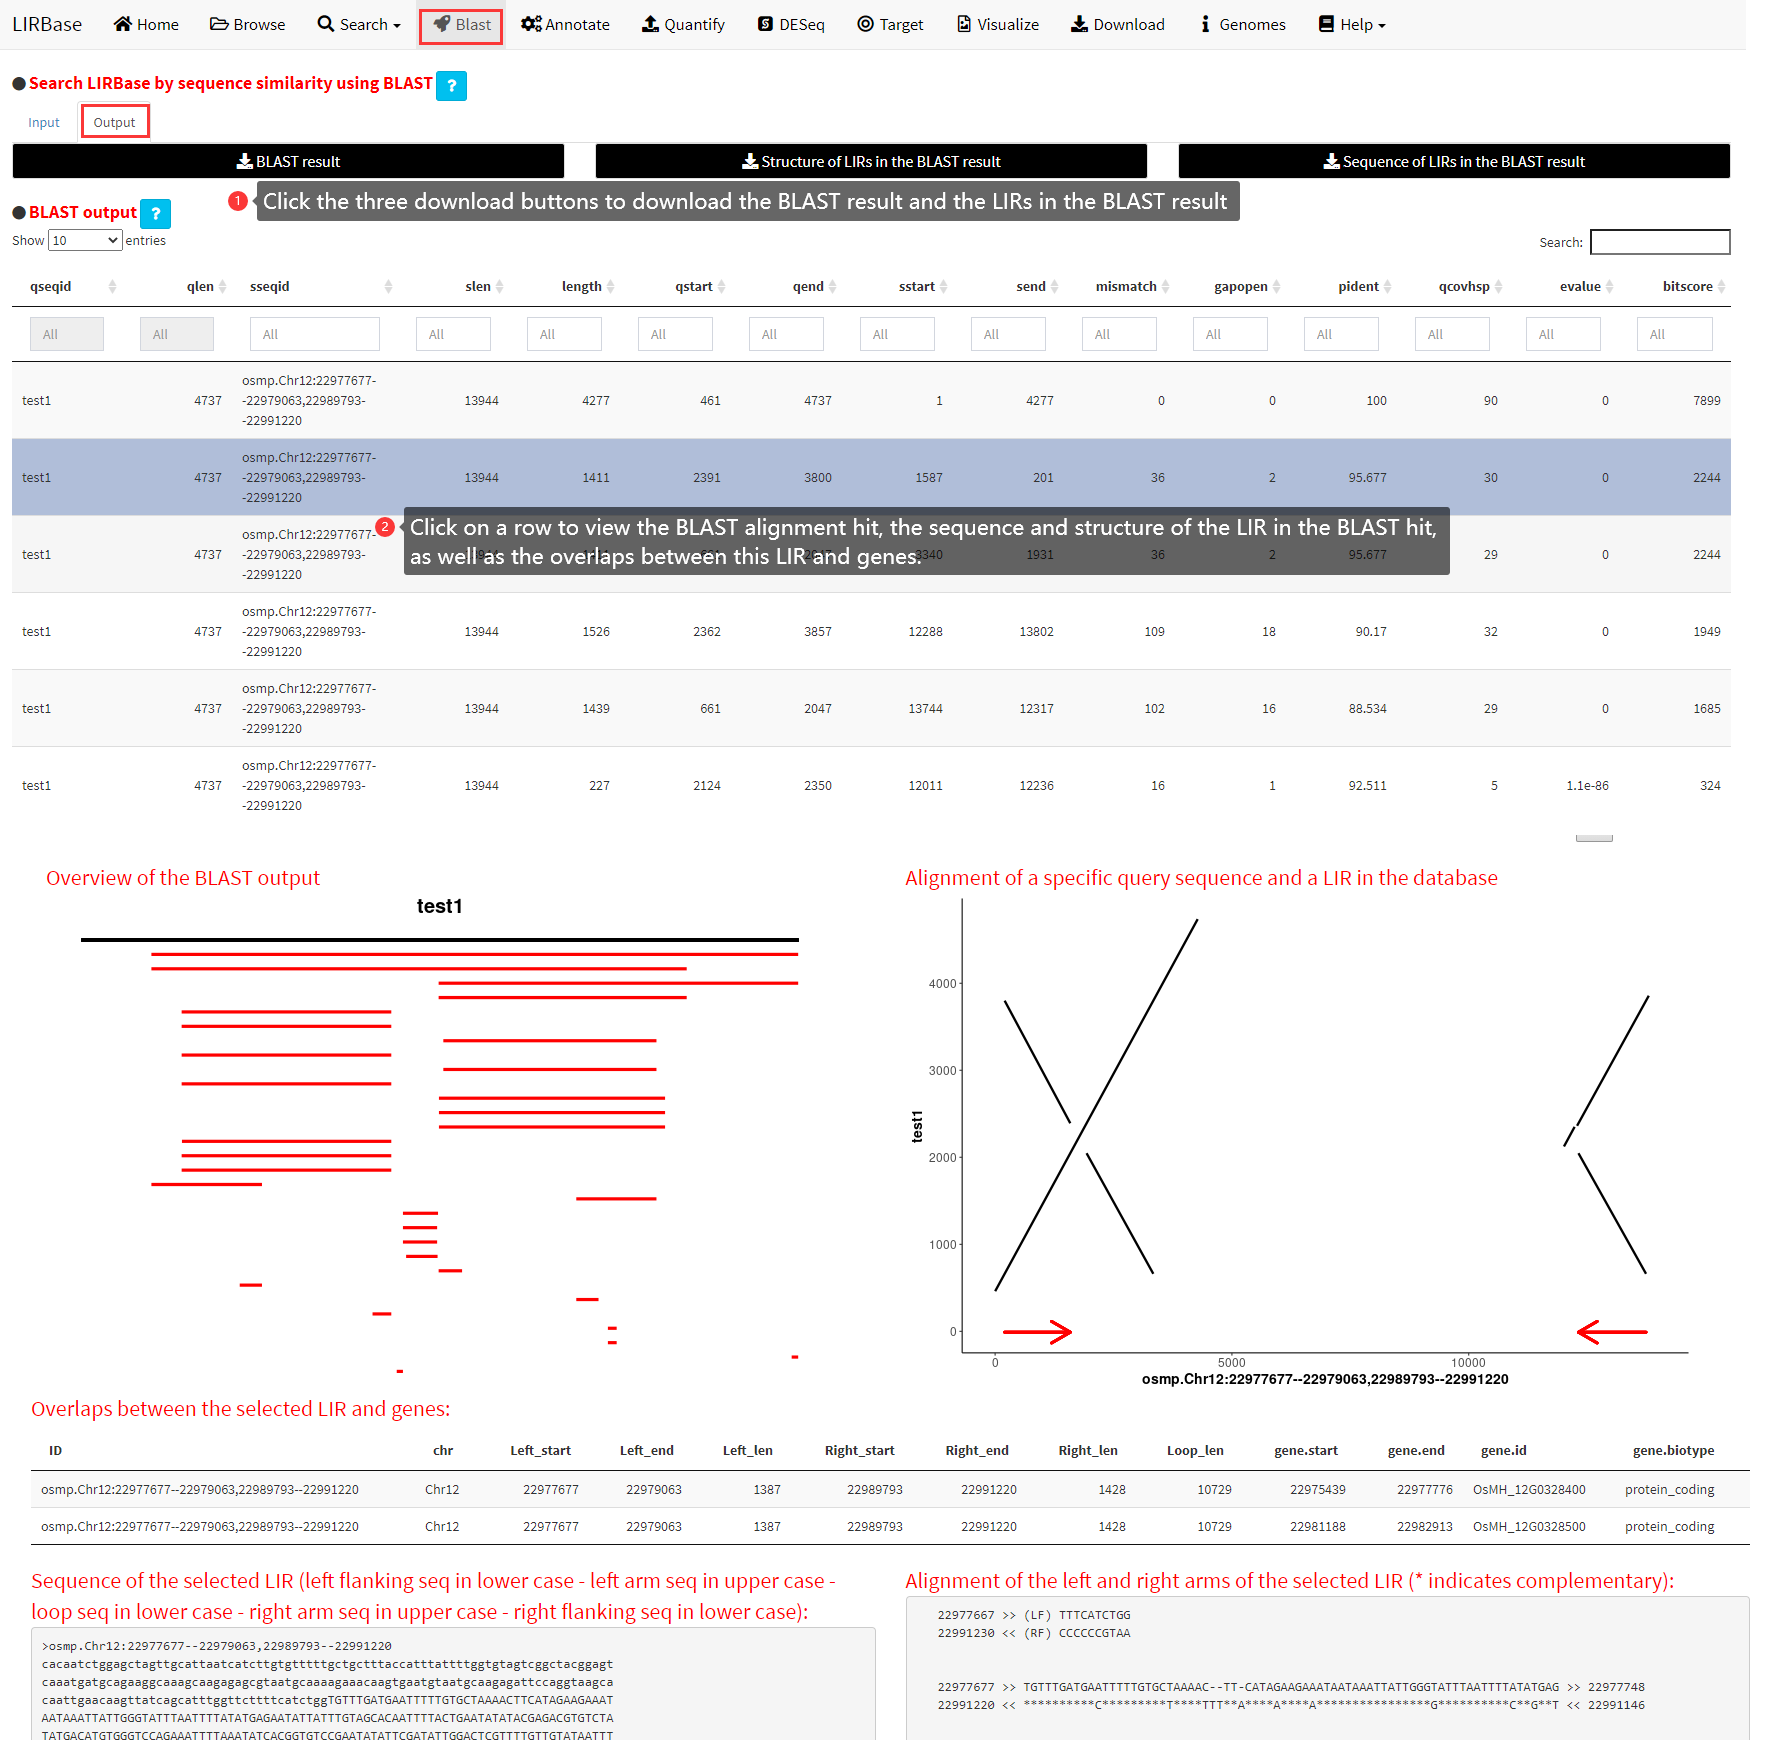 LIRBase Home Browse Search Blast Annotate Quantify DESeq Target Visualize Download Genomes Help
Search LIRBase by sequence similarity using BLAST ?
Input Output
BLAST result Structure of LIRs in the BLAST result Sequence of LIRs in the BLAST result
1 Click the three download buttons to download the BLAST result and the LIRs in the BLAST result
BLAST output ?
Show 10 entries Search:
qseqid qlen sseqid slen length qstart qend sstart send mismatch gapopen pident qcovhsp evalue bitscore
All All All All All All All All All All All All All All All
osmp.Chr12:22977677-
test1 4737 -22979063,22989793- 13944 4277 461 4737 1 4277 0 0 100 90 0 7899
-22991220
osmp.Chr12:22977677-
test1 4737 -22979063,22989793- 13944 1411 2391 3800 1587 201 36 2 95.677 30 0 2244
-22991220
osmp.Chr12:22977677-
2 Click on a row to view the BLAST alignment hit, the sequence and structure of the LIR in the BLAST hit,
as well as the overlaps between this LIR and genes.
test1 4737 -22979063,22989793- 3340 1931 36 2 95.677 29 0 2244
-22991220
osmp.Chr12:22977677-
test1 4737 -22979063,22989793- 13944 1526 2362 3857 12288 13802 109 18 90.17 32 0 1949
-22991220
osmp.Chr12:22977677-
test1 4737 -22979063,22989793- 13944 1439 661 2047 13744 12317 102 16 88.534 29 0 1685
-22991220
osmp.Chr12:22977677-
test1 4737 -22979063,22989793- 13944 227 2124 2350 12011 12236 16 1 92.511 5 1.1e-86 324
-22991220
Overview of the BLAST output
test1
Alignment of a specific query sequence and a LIR in the database
4000
3000
2000
1000
0
test1
0 5000 10000
osmp.Chr12:22977677--22979063,22989793--22991220
Overlaps between the selected LIR and genes:
ID chr Left_start Left_end Left_len Right_start Right_end Right_len Loop_len gene.start gene.end gene.id gene.biotype
osmp.Chr12:22977677--22979063,22989793--22991220 Chr12 22977677 22979063 1387 22989793 22991220 1428 10729 22975439 22977776 OsMH_12G0328400 protein_coding
osmp.Chr12:22977677--22979063,22989793--22991220 Chr12 22977677 22979063 1387 22989793 22991220 1428 10729 22981188 22982913 OsMH_12G0328500 protein_coding
Sequence of the selected LIR (left flanking seq in lower case - left arm seq in upper case -
loop seq in lower case - right arm seq in upper case - right flanking seq in lower case):
>osmp.Chr12:22977677--22979063,22989793--22991220
cacaatctggagctagttgcattaatcatcttgtgtttttgctgctttaccatttattttggtgtagtcggctacggagt
caaatgatgcagaaggcaaagcaagagagcgtaatgcaaaagaaacaagtgaatgtaatgcaagagattccaggtaagca
caattgaacaagttatcagcatttggttcttttcatctggTGTTTGATGAATTTTTGTGCTAAAACTTCATAGAAGAAAT
AATAAATTATTGGGTATTTAATTTTATATGAGAATATTATTTGTAGCACAATTTTACTGAATATATACGAGACGTGTCTA
TATGACATGTGGGTCCAGAAATTTTAAATATCACGGTGTCCGAATATATTCGATATTGGACTCGTTTTGTTGTATAATTT
Alignment of the left and right arms of the selected LIR (* indicates complementary):
22977667 >> (LF) TTTCATCTGG
22991230 << (RF) CCCCCCGTAA
22977677 >> TGTTTGATGAATTTTTGTGCTAAAAC--TT-CATAGAAGAAATAATAAATTATTGGGTATTTAATTTTATATGAG >> 22977748
22991220 << **********C*********T****TTT**A****A****A****************G**********C**G**T << 22991146